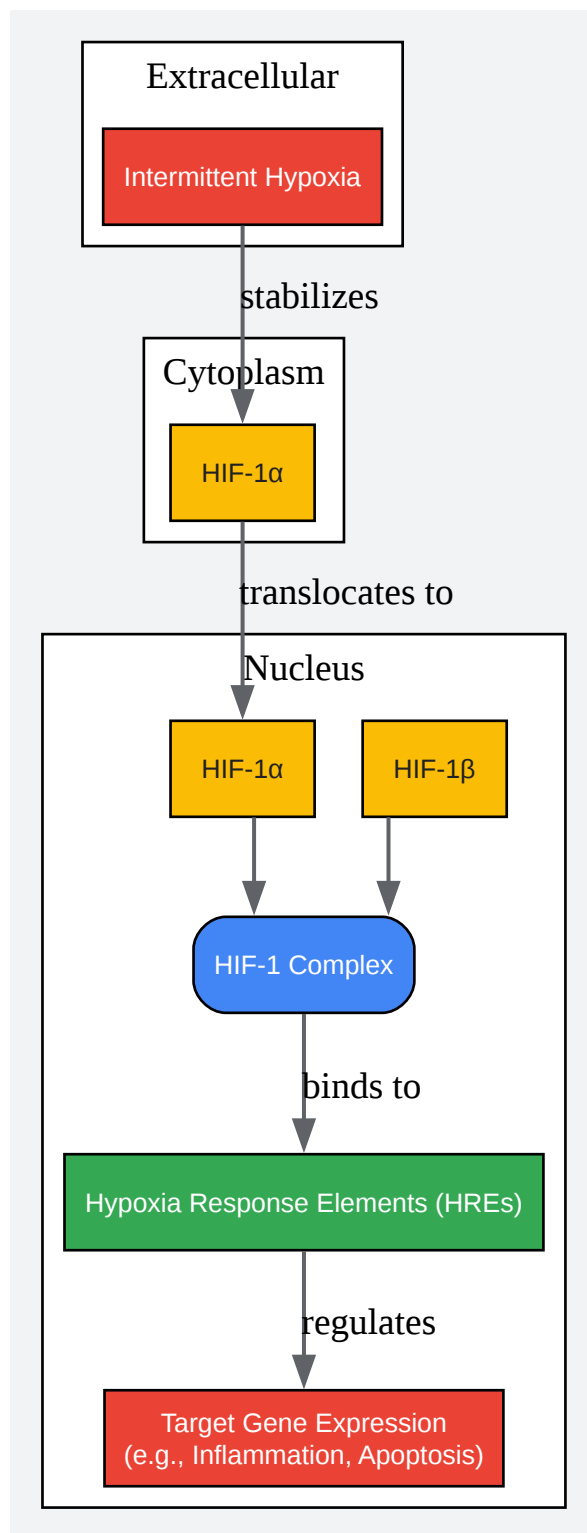 Extracellular
Intermittent Hypoxia
stabilizes
Cytoplasm
HIF-1α
translocates to
Nucleus
HIF-1α
HIF-1β
HIF-1 Complex
binds to
Hypoxia Response Elements (HREs)
regulates
Target Gene Expression
(e.g., Inflammation, Apoptosis)